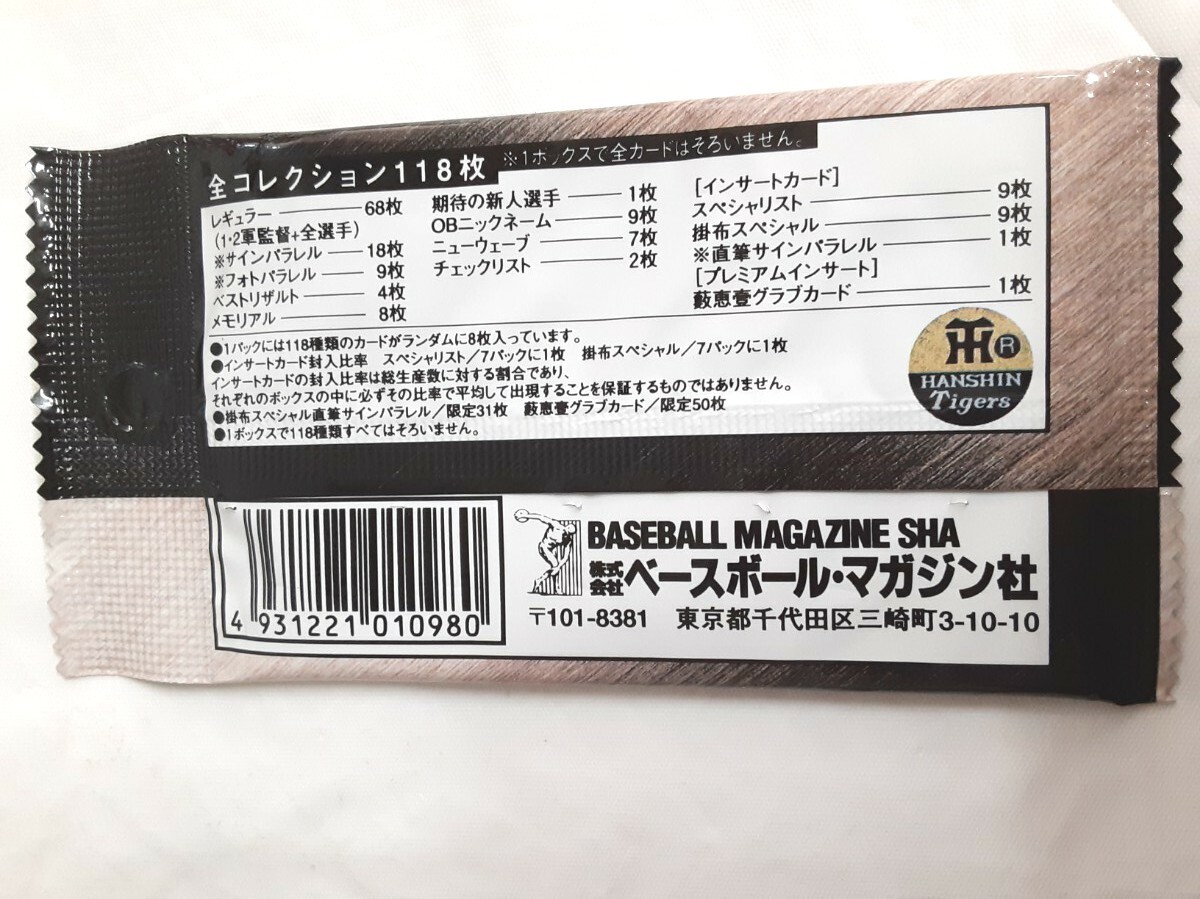 全コレクション118枚 ※1ボックスで全カードはそろいません。
レギュラー 68枚
(1・2軍監督+全選手)
※サインパラレル 18枚
※フォトパラレル 9枚
ベストリザルト 4枚
メモリアル 8枚
期待の新人選手 1枚
OBニックネーム 9枚
ニューウェーブ 7枚
チェックリスト 2枚
[インサートカード]
スペシャリスト 9枚
掛布スペシャル 9枚
※直筆サインパラレル 1枚
[プレミアムインサート]
藪恵壹グラブカード 1枚
●1パックには118種類のカードがランダムに8枚入っています。
●インサートカード封入比率 スペシャリスト/7パックに1枚 掛布スペシャル/7パックに1枚
インサートカードの封入比率は総生産数に対する割合であり、
それぞれのボックスの中に必ずその比率で平均して出現することを保証するものではありません。
●掛布スペシャル直筆サインパラレル/限定31枚 藪恵壹グラブカード/限定50枚
●1ボックスで118種類すべてはそろいません。
HT R
HANSHIN
Tigers
4 931221 010980
BASEBALL MAGAZINE SHA
株式会社 ベースボール・マガジン社
〒101-8381 東京都千代田区三崎町3-10-10